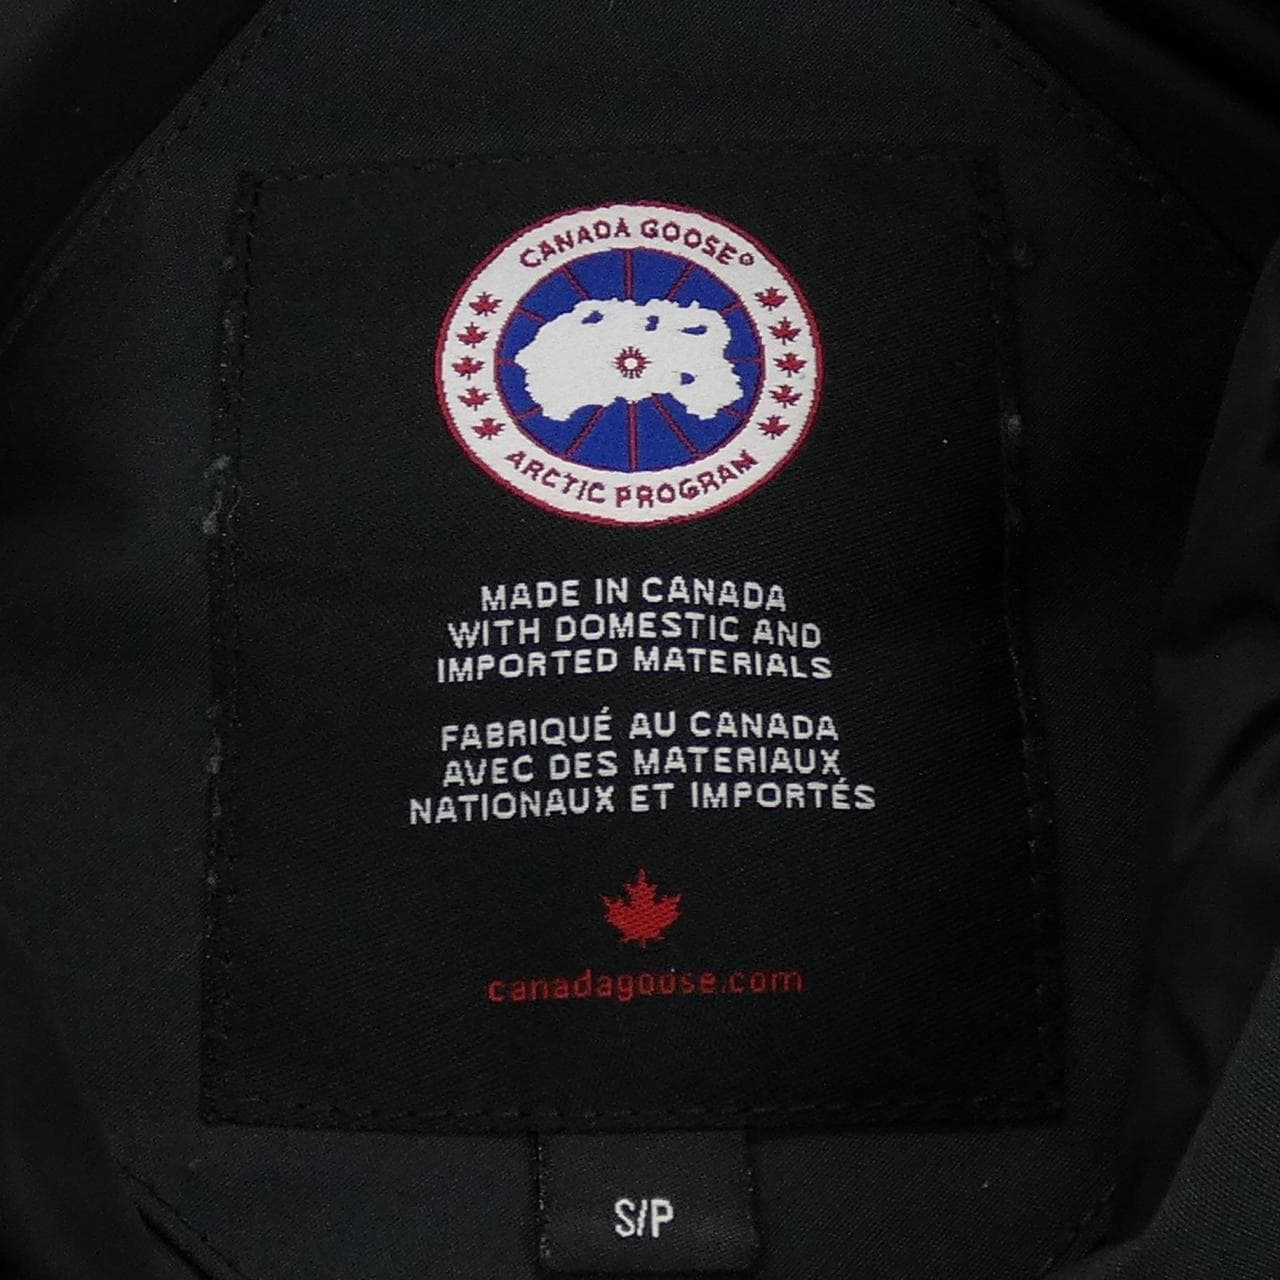 CANADA GOOSE®
ARCTIC PROGRAM
MADE IN CANADA
WITH DOMESTIC AND
IMPORTED MATERIALS
FABRIQUÉ AU CANADA
AVEC DES MATERIAUX
NATIONAUX ET IMPORTÉS
canadagoose.com
S/P